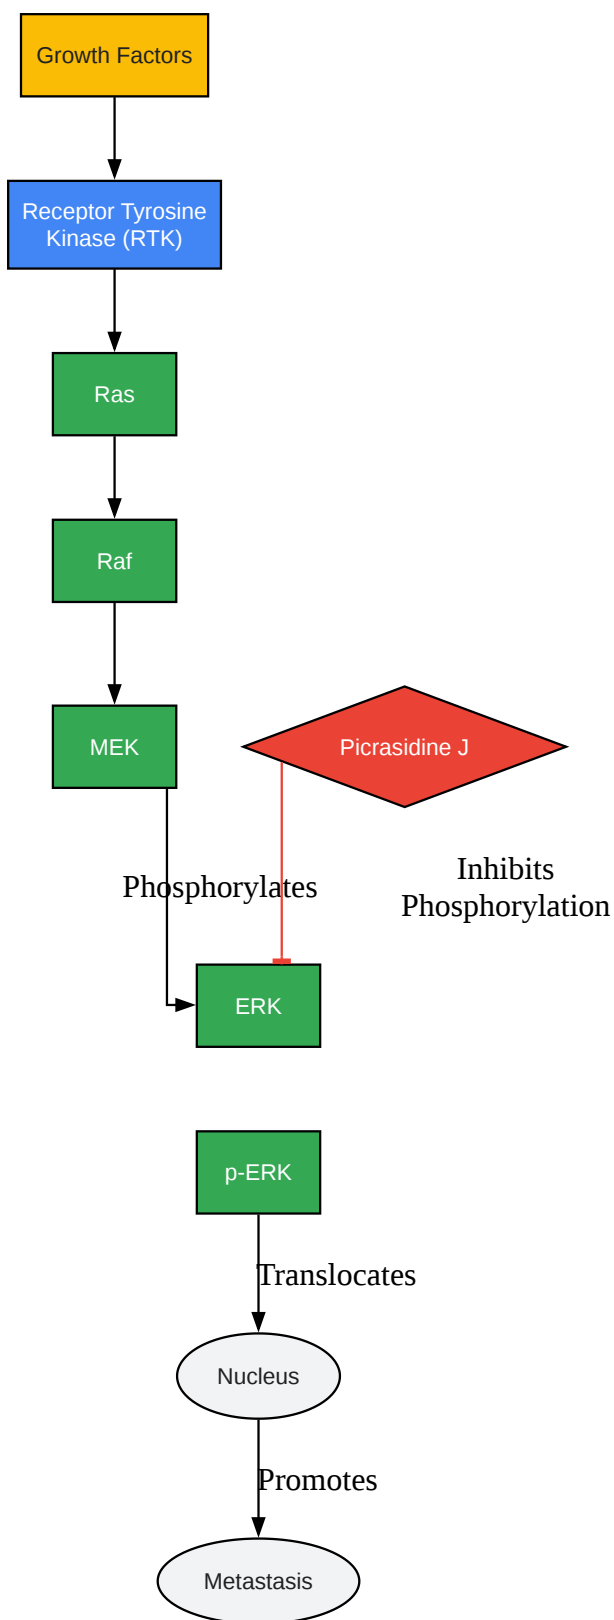 Growth Factors
Receptor Tyrosine
Kinase (RTK)
Ras
Raf
MEK
Picrasidine J
Phosphorylates
Inhibits
Phosphorylation
ERK
p-ERK
Translocates
Nucleus
Promotes
Metastasis